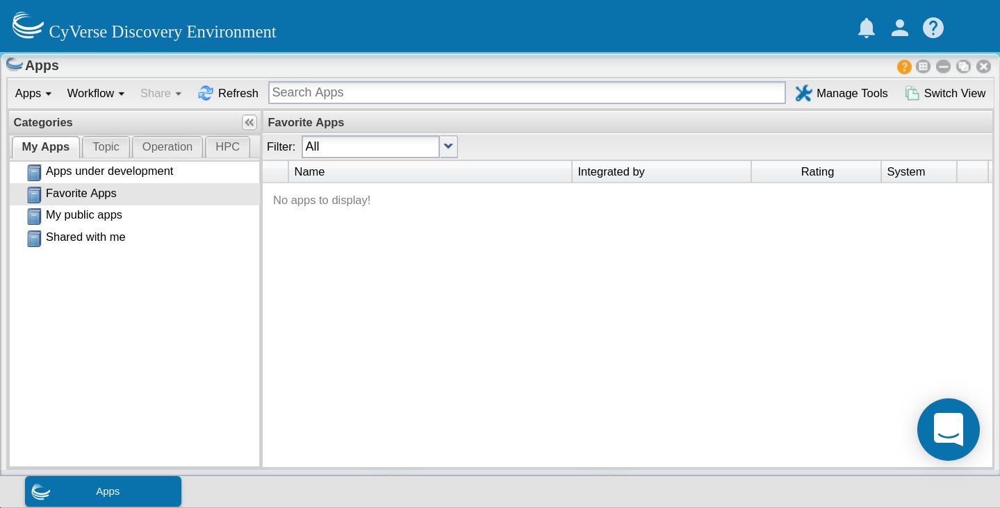 CyVerse Discovery Environment
Apps
Apps Workflow Share Refresh Search Apps Manage Tools Switch View
Categories
Favorite Apps
My Apps Topic Operation HPC
Filter: All
Apps under development
Favorite Apps
My public apps
Shared with me
Name Integrated by Rating System
No apps to display!
Apps